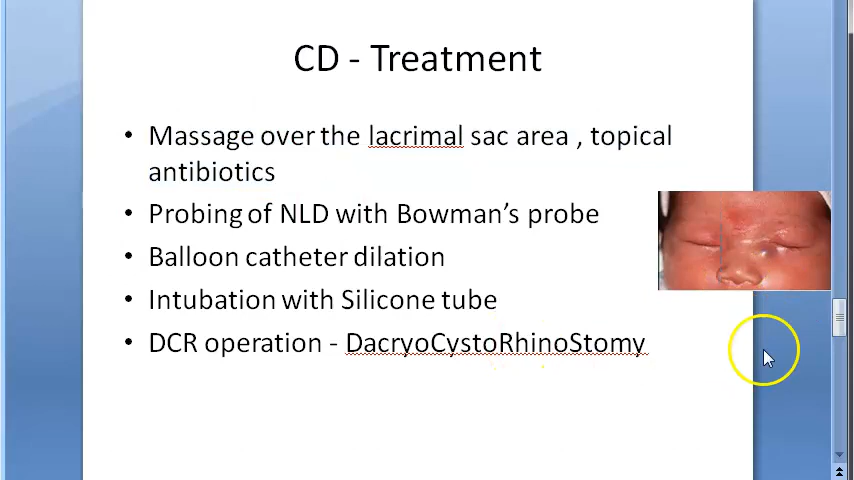 CD - Treatment
• Massage over the lacrimal sac area , topical
antibiotics
• Probing of NLD with Bowman's probe
• Balloon catheter dilation
• Intubation with Silicone tube
• DCR operation - DacryoCystoRhinoStomy